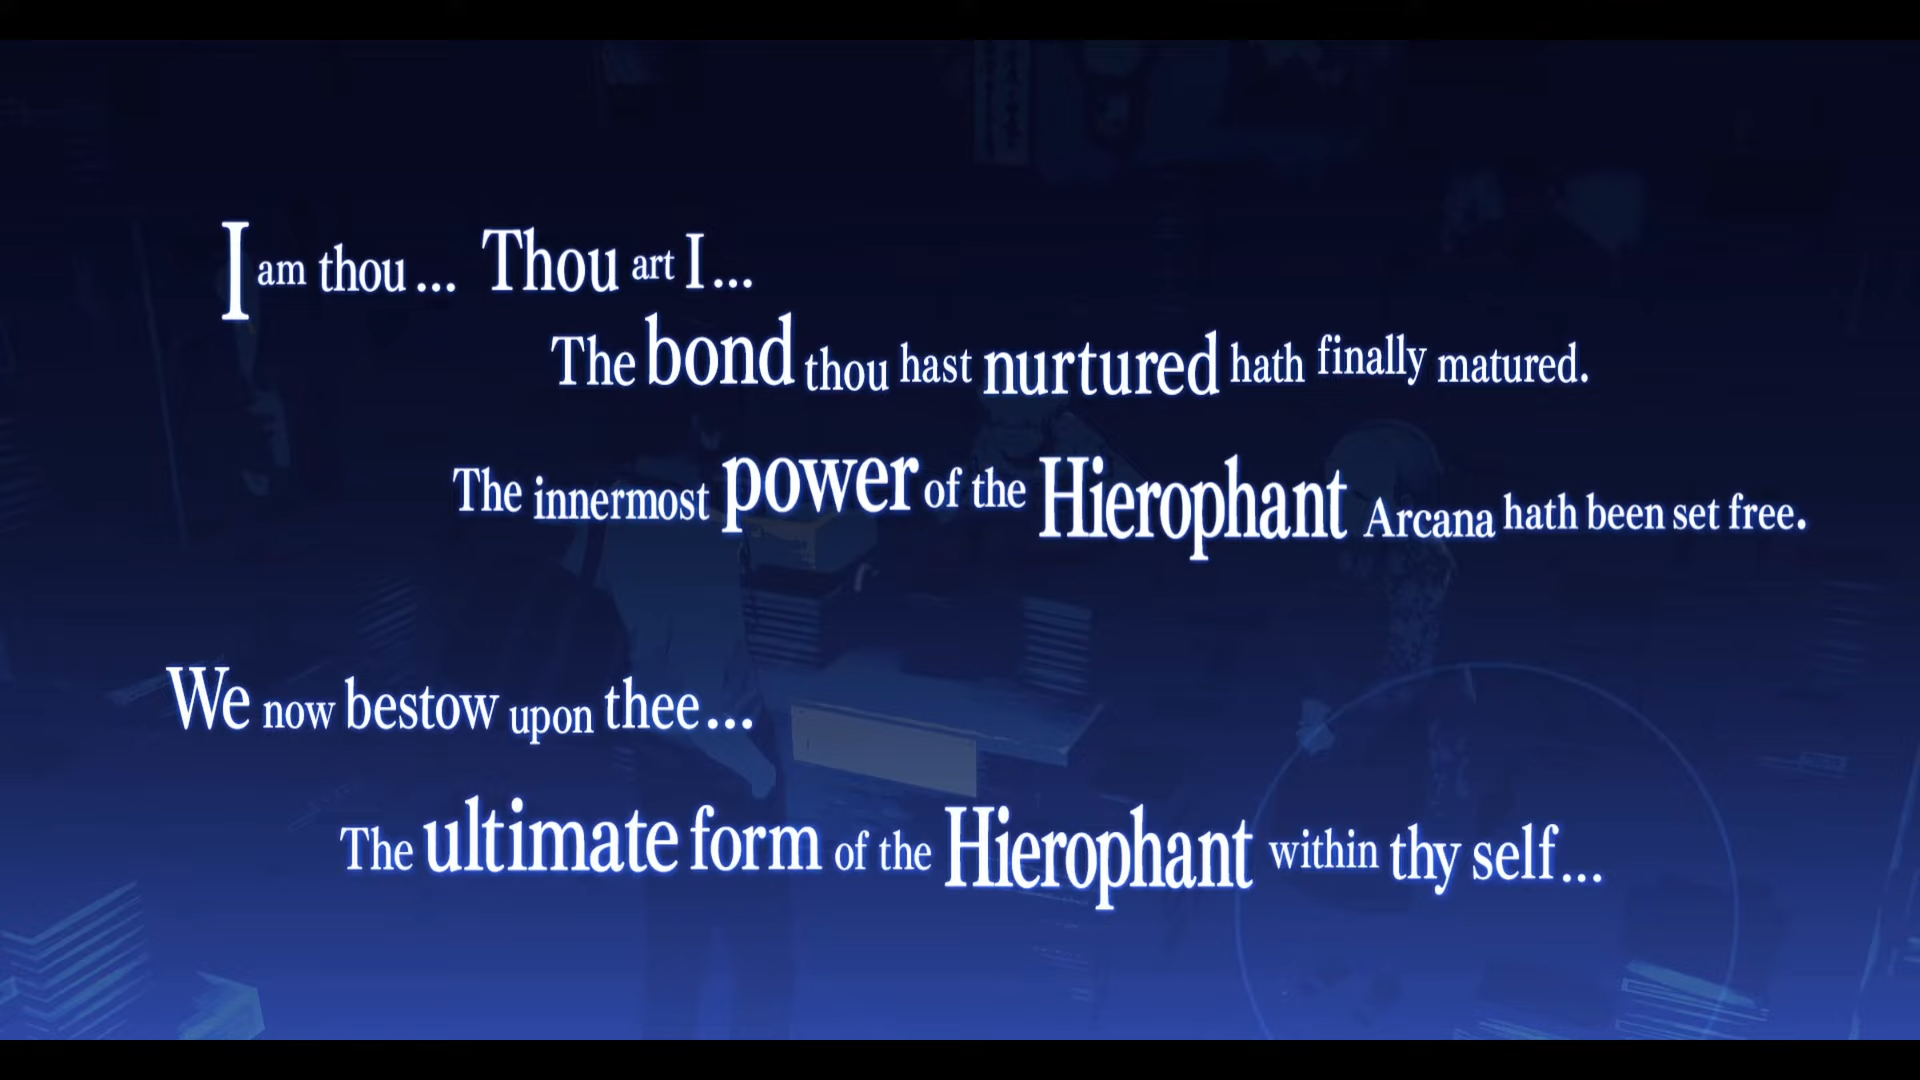 I am thou... Thou art I...
The bond thou hast nurtured hath finally matured.
The innermost power of the Hierophant Arcana hath been set free.
We now bestow upon thee...
The ultimate form of the Hierophant within thy self...